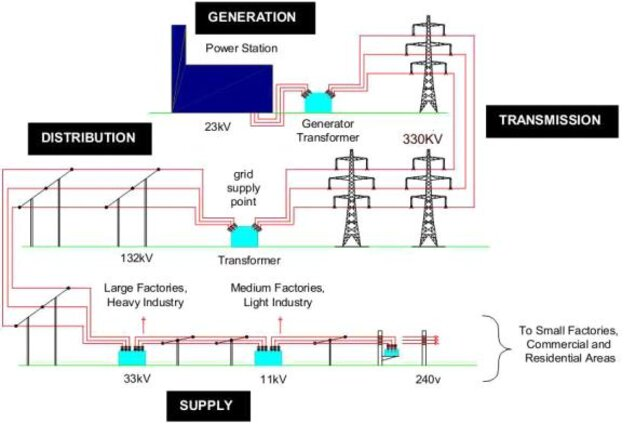 GENERATION
Power Station
23kV
Generator
Transformer
330KV
TRANSMISSION
DISTRIBUTION
grid
supply
point
132kV
Transformer
Large Factories,
Heavy Industry
Medium Factories,
Light Industry
To Small Factories,
Commercial and
Residential Areas
33kV
11kV
240v
SUPPLY